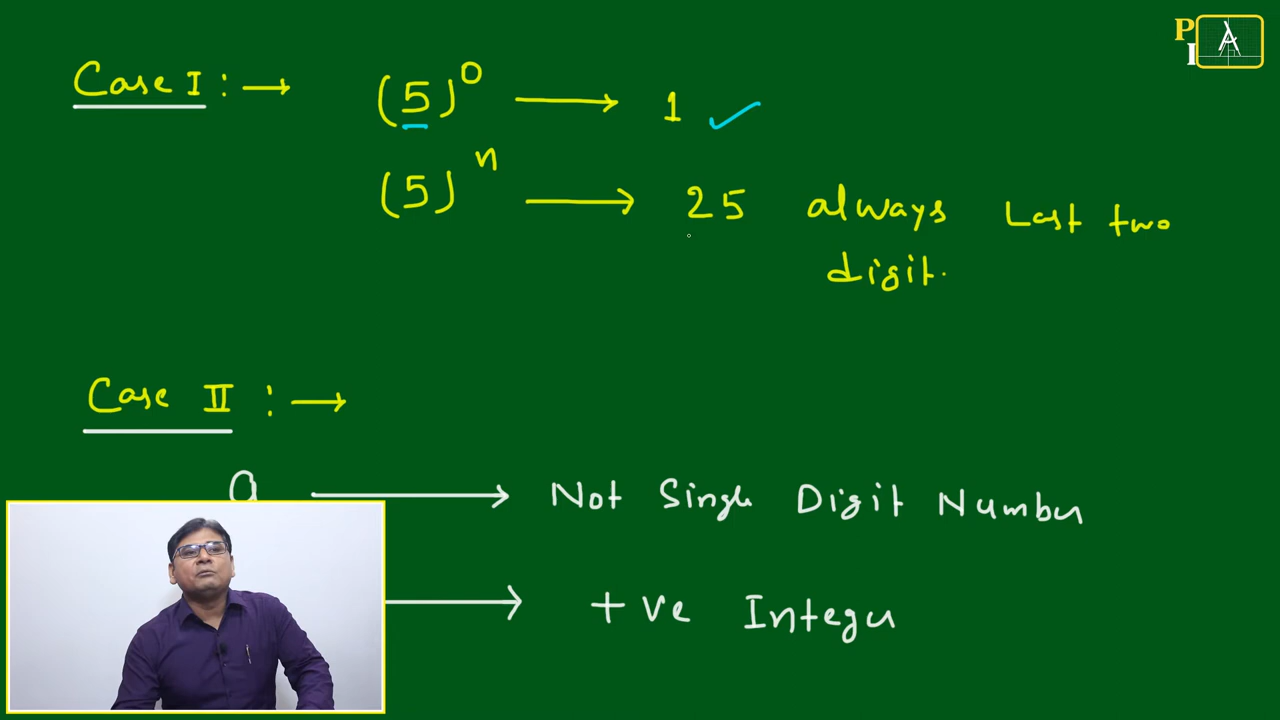 P
I A
Case I : → (5)^0 → 1 ✓
(5)^n → 25 always Last two
digit.
Case II : →
a → Not Single Digit Number
→ +ve Integer